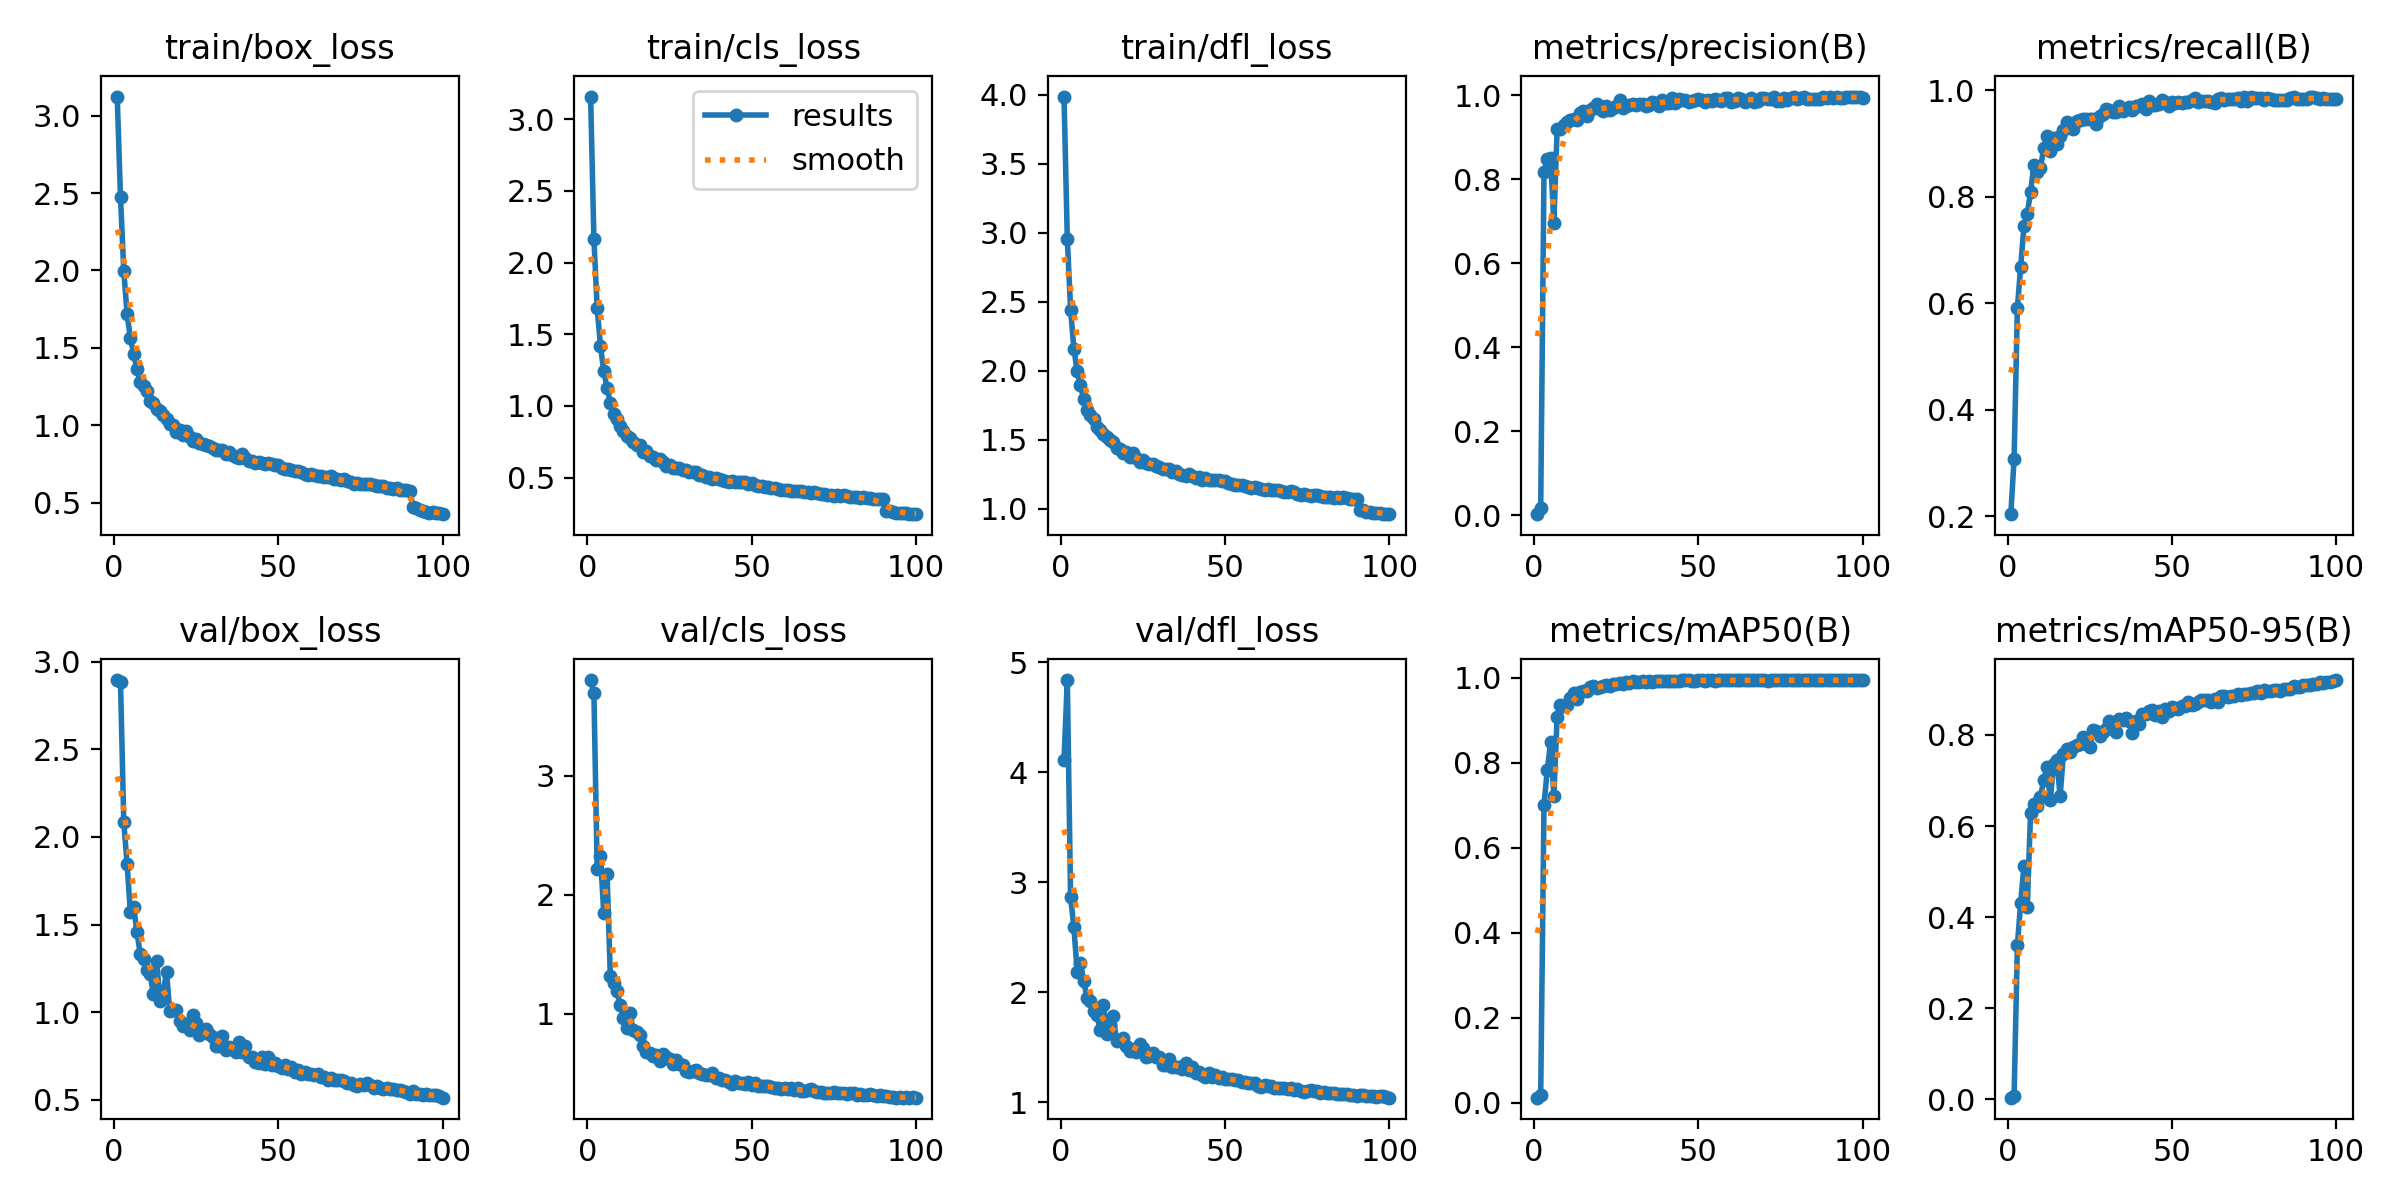 train/box_loss
3.0
2.5
2.0
1.5
1.0
0.5
0 50 100
train/cls_loss
results
smooth
3.0
2.5
2.0
1.5
1.0
0.5
0 50 100
train/dfl_loss
4.0
3.5
3.0
2.5
2.0
1.5
1.0
0 50 100
metrics/precision(B)
1.0
0.8
0.6
0.4
0.2
0.0
0 50 100
metrics/recall(B)
1.0
0.8
0.6
0.4
0.2
0 50 100
val/box_loss
3.0
2.5
2.0
1.5
1.0
0.5
0 50 100
val/cls_loss
3
2
1
0 50 100
val/dfl_loss
5
4
3
2
1
0 50 100
metrics/mAP50(B)
1.0
0.8
0.6
0.4
0.2
0.0
0 50 100
metrics/mAP50-95(B)
0.8
0.6
0.4
0.2
0.0
0 50 100